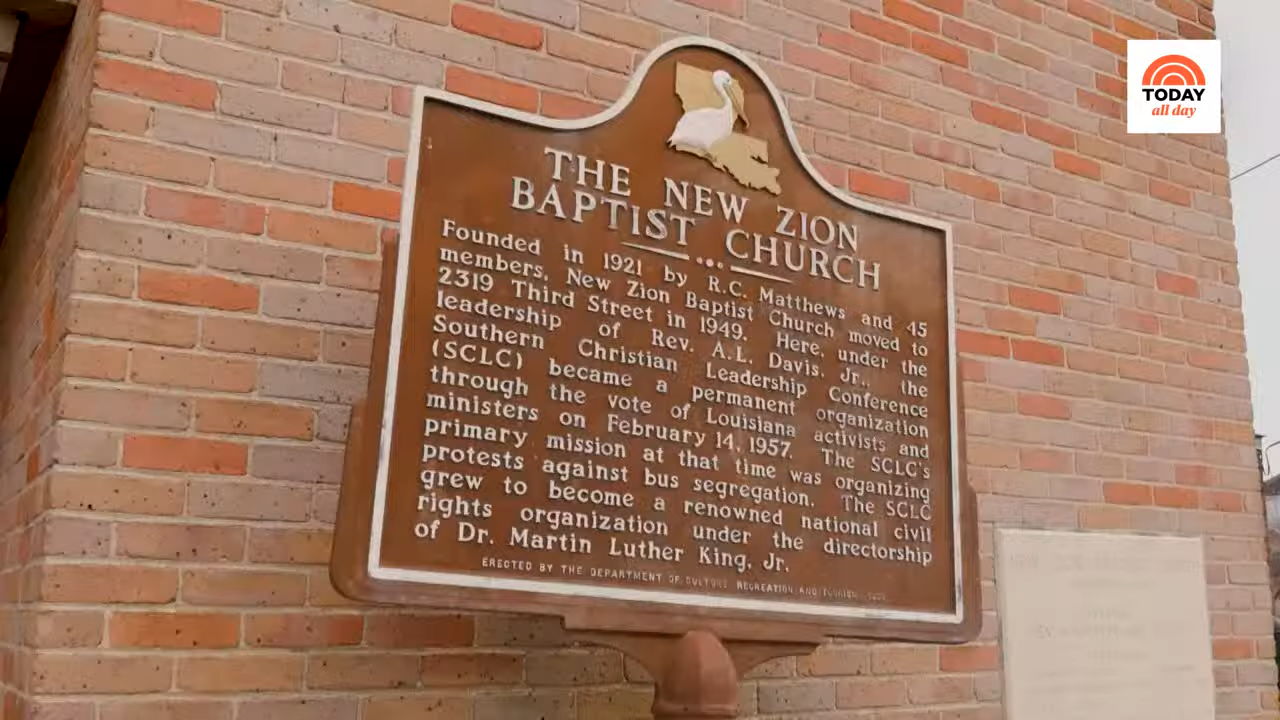 TODAY
all day
THE NEW ZION
BAPTIST CHURCH
Founded in 1921 by R.C. Matthews and 45
members, New Zion Baptist Church moved to
2319 Third Street in 1949. Here, under the
leadership of Rev. A.L. Davis, Jr., the
Southern Christian Leadership Conference
(SCLC) became a permanent organization
through the vote of Louisiana activists and
ministers on February 14, 1957. The SCLC's
primary mission at that time was organizing
protests against bus segregation. The SCLC
grew to become a renowned national civil
rights organization under the directorship
of Dr. Martin Luther King, Jr.
ERECTED BY THE DEPARTMENT OF CULTURE RECREATION AND TOURISM